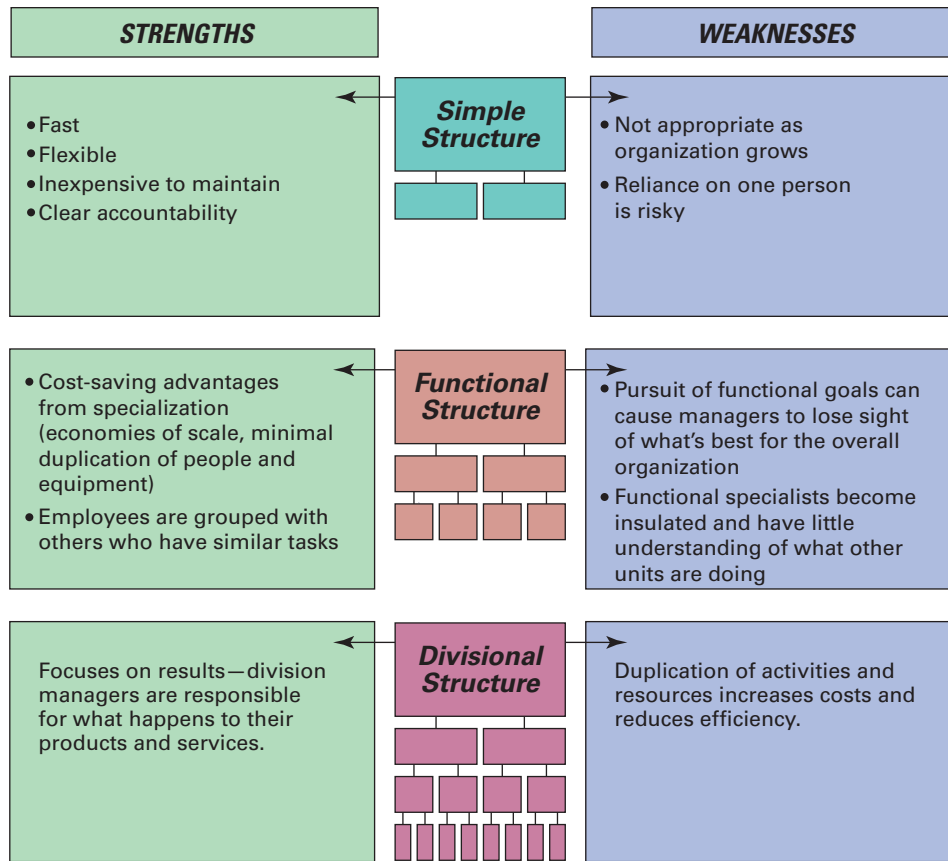 STRENGTHS
WEAKNESSES
Simple
Structure
• Fast
• Flexible
• Inexpensive to maintain
• Clear accountability
• Not appropriate as
organization grows
• Reliance on one person
is risky
Functional
Structure
• Cost-saving advantages
from specialization
(economies of scale, minimal
duplication of people and
equipment)
• Employees are grouped with
others who have similar tasks
• Pursuit of functional goals can
cause managers to lose sight
of what's best for the overall
organization
• Functional specialists become
insulated and have little
understanding of what other
units are doing
Divisional
Structure
Focuses on results—division
managers are responsible
for what happens to their
products and services.
Duplication of activities and
resources increases costs and
reduces efficiency.